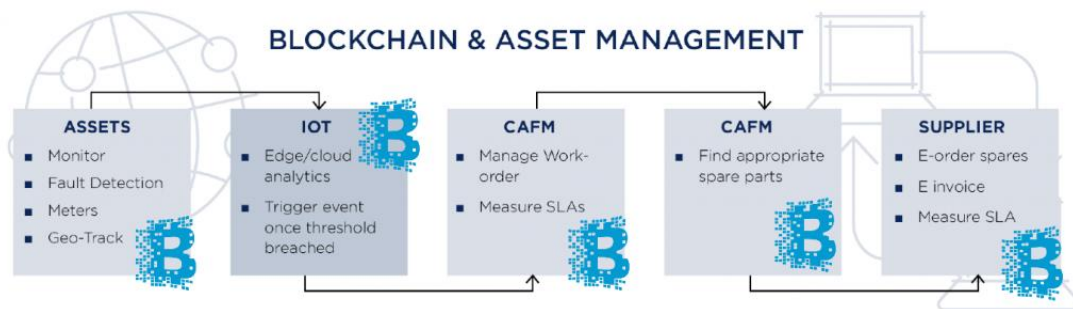 BLOCKCHAIN & ASSET MANAGEMENT
ASSETS
Monitor
Fault Detection
Meters
Geo-Track
IOT
Edge/cloud
analytics
Trigger event
once threshold
breached
CAFM
Manage Work-
order
Measure SLAs
CAFM
Find appropriate
spare parts
SUPPLIER
E-order spares
E invoice
Measure SLA